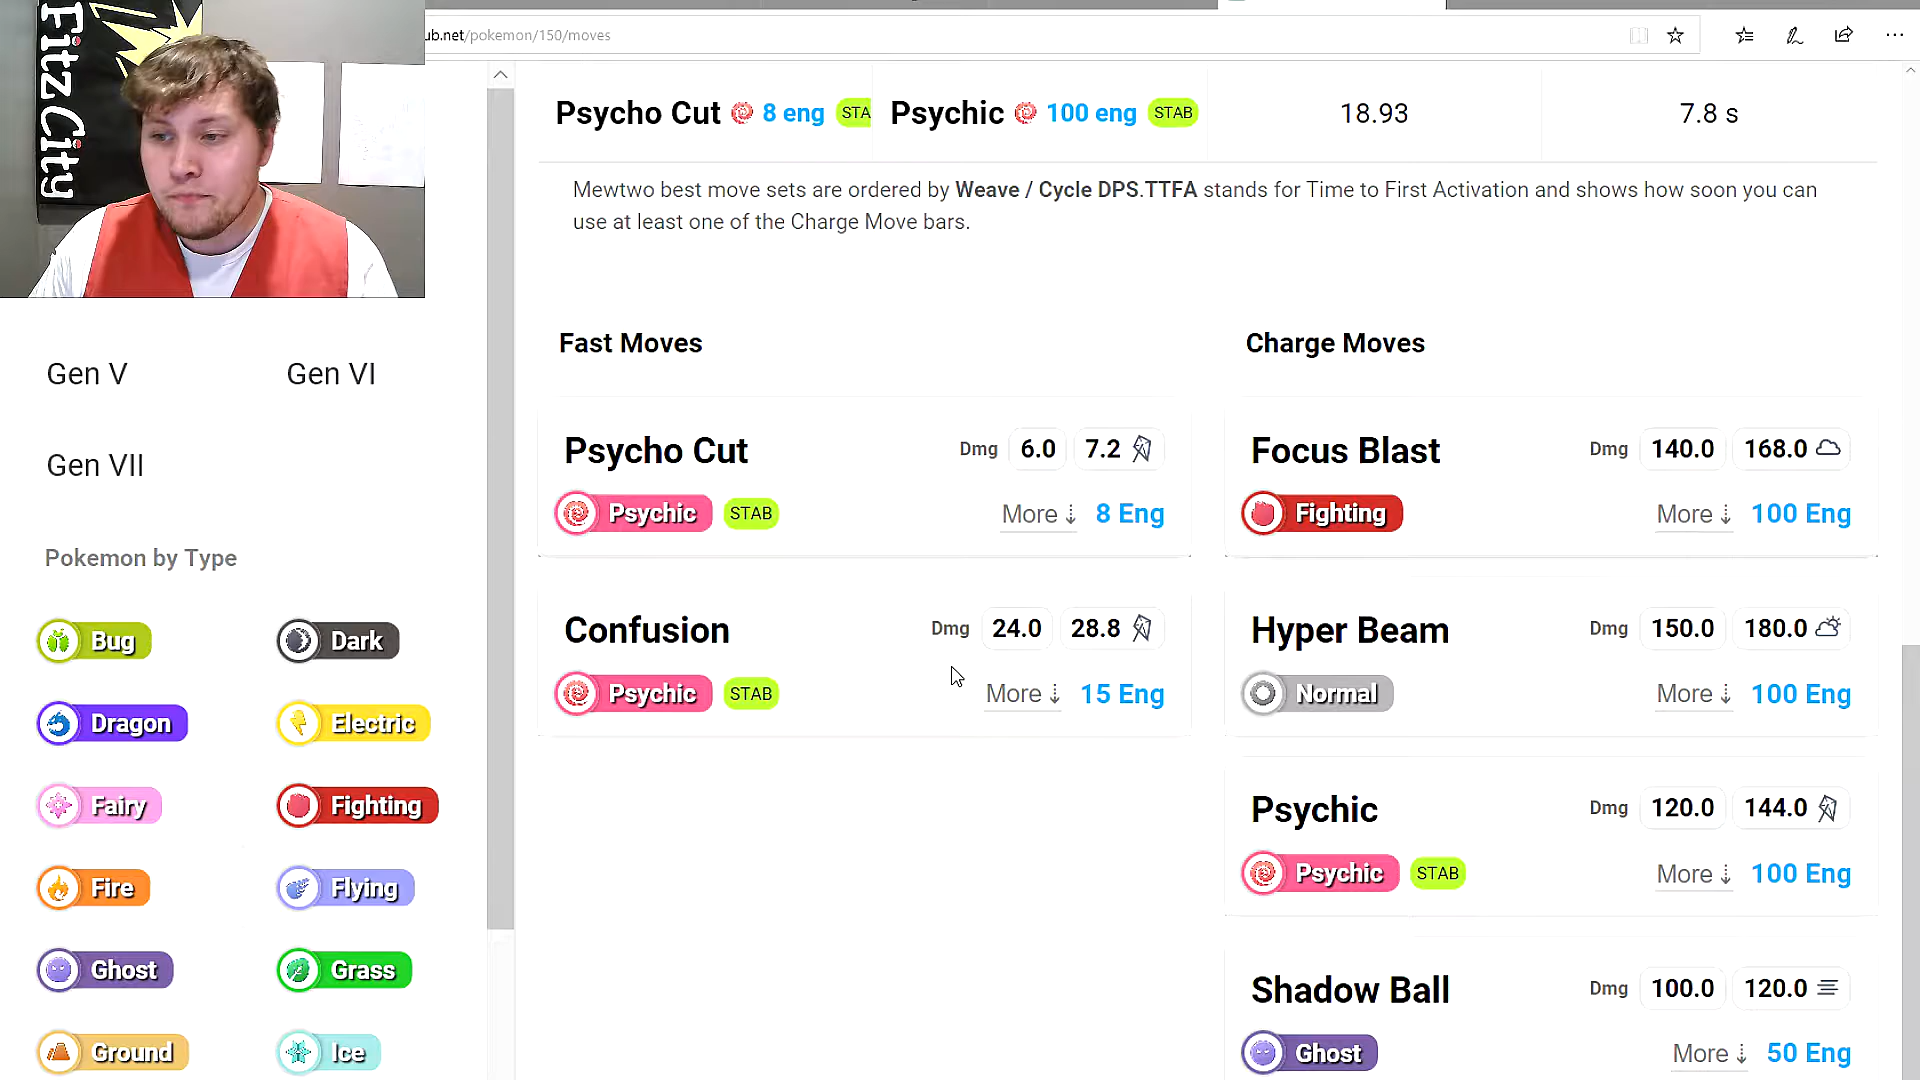 FitzCity
ub.net/pokemon/150/moves
Psycho Cut 8 eng STA Psychic 100 eng STAB 18.93 7.8 s
Mewtwo best move sets are ordered by Weave / Cycle DPS.TTFA stands for Time to First Activation and shows how soon you can
use at least one of the Charge Move bars.
Gen V Gen VI
Gen VII
Pokemon by Type
Bug Dark
Dragon Electric
Fairy Fighting
Fire Flying
Ghost Grass
Ground Ice
Fast Moves
Psycho Cut Dmg 6.0 7.2
Psychic STAB More ↓ 8 Eng
Confusion Dmg 24.0 28.8
Psychic STAB More ↓ 15 Eng
Charge Moves
Focus Blast Dmg 140.0 168.0
Fighting More ↓ 100 Eng
Hyper Beam Dmg 150.0 180.0
Normal More ↓ 100 Eng
Psychic Dmg 120.0 144.0
Psychic STAB More ↓ 100 Eng
Shadow Ball Dmg 100.0 120.0
Ghost More ↓ 50 Eng